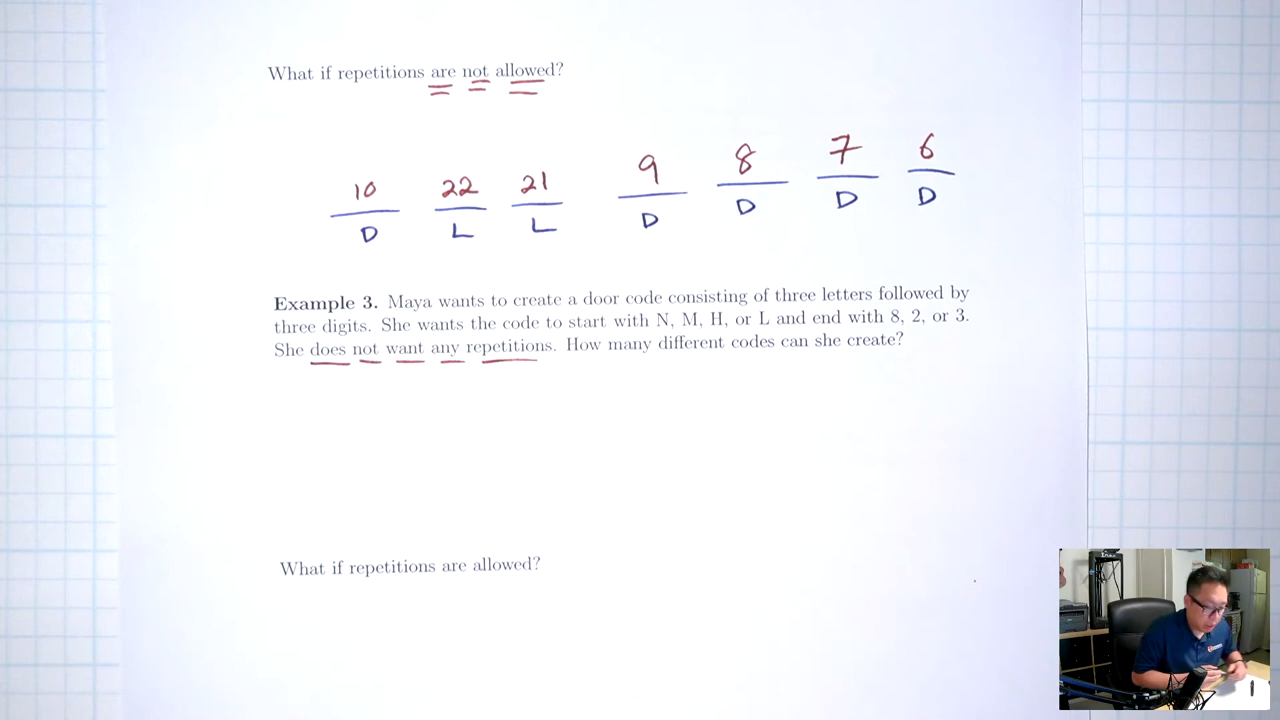 What if repetitions are not allowed?
10 22 21 9 8 7 6
D L L D D D D
Example 3. Maya wants to create a door code consisting of three letters followed by
three digits. She wants the code to start with N, M, H, or L and end with 8, 2, or 3.
She does not want any repetitions. How many different codes can she create?
What if repetitions are allowed?